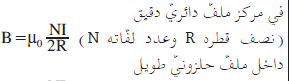 في مركز ملفّ دائريّ دقيق
(نصف قطره R وعدد لفّاته N)
B = μ₀ NI/2R
داخل ملفّ حلزونيّ طويل